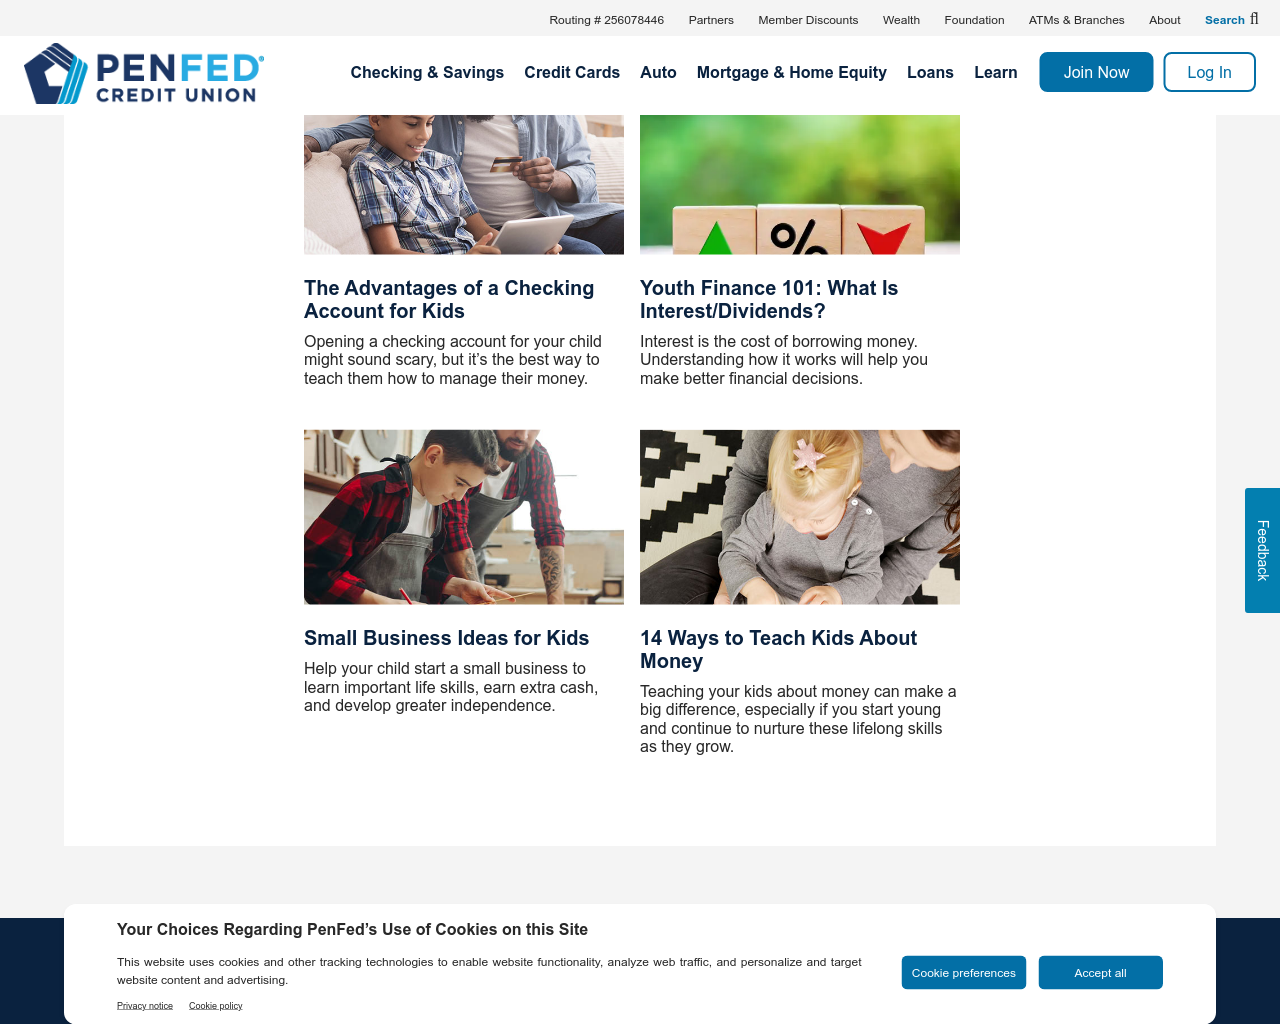 Routing # 256078446 Partners Member Discounts Wealth Foundation ATMs & Branches About Search
PENFED®
CREDIT UNION
Checking & Savings Credit Cards Auto Mortgage & Home Equity Loans Learn Join Now Log In
%
The Advantages of a Checking
Account for Kids
Opening a checking account for your child
might sound scary, but it’s the best way to
teach them how to manage their money.
Youth Finance 101: What Is
Interest/Dividends?
Interest is the cost of borrowing money.
Understanding how it works will help you
make better financial decisions.
Feedback
Small Business Ideas for Kids
Help your child start a small business to
learn important life skills, earn extra cash,
and develop greater independence.
14 Ways to Teach Kids About
Money
Teaching your kids about money can make a
big difference, especially if you start young
and continue to nurture these lifelong skills
as they grow.
Your Choices Regarding PenFed’s Use of Cookies on this Site
This website uses cookies and other tracking technologies to enable website functionality, analyze web traffic, and personalize and target
website content and advertising.
Privacy notice Cookie policy
Cookie preferences Accept all